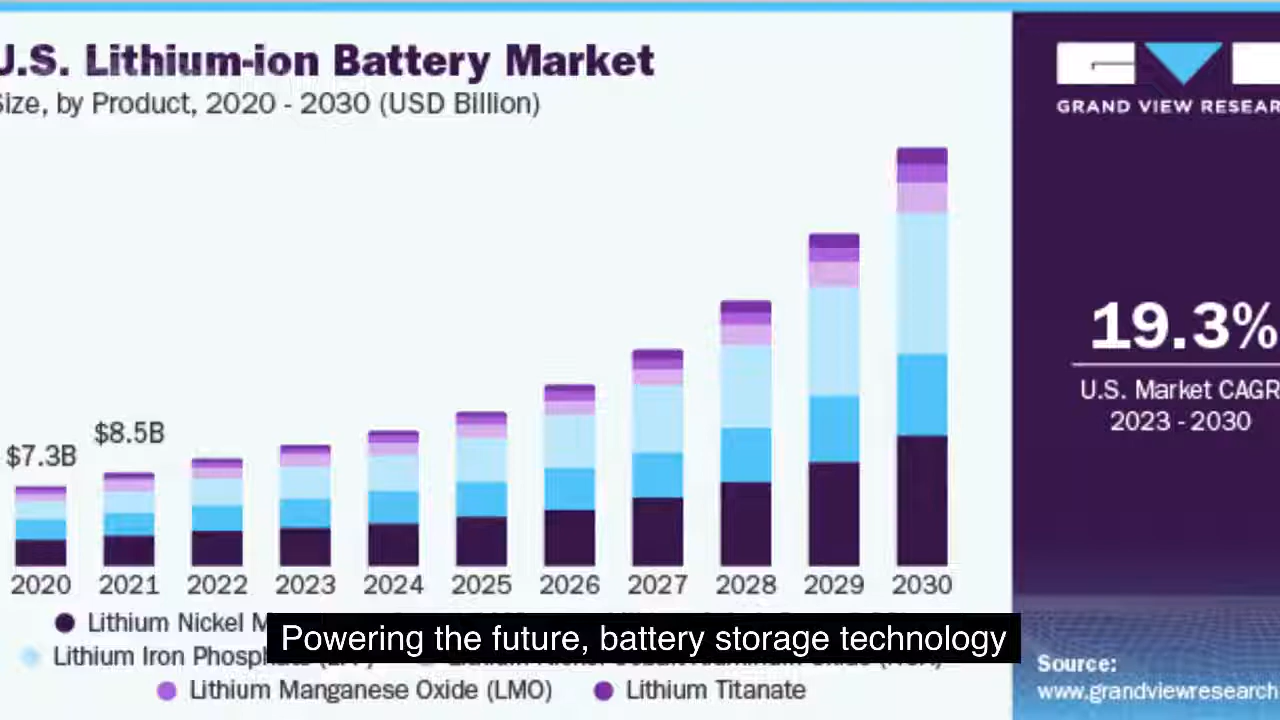 U.S. Lithium-ion Battery Market
Size, by Product, 2020 - 2030 (USD Billion)
GRAND VIEW RESEAR
19.3%
U.S. Market CAGR
2023 - 2030
$7.3B
$8.5B
2020 2021 2022 2023 2024 2025 2026 2027 2028 2029 2030
Lithium Nickel M
Powering the future, battery storage technology
Lithium Iron
Lithium Manganese Oxide (LMO) Lithium Titanate
Source:
www.grandviewresearch